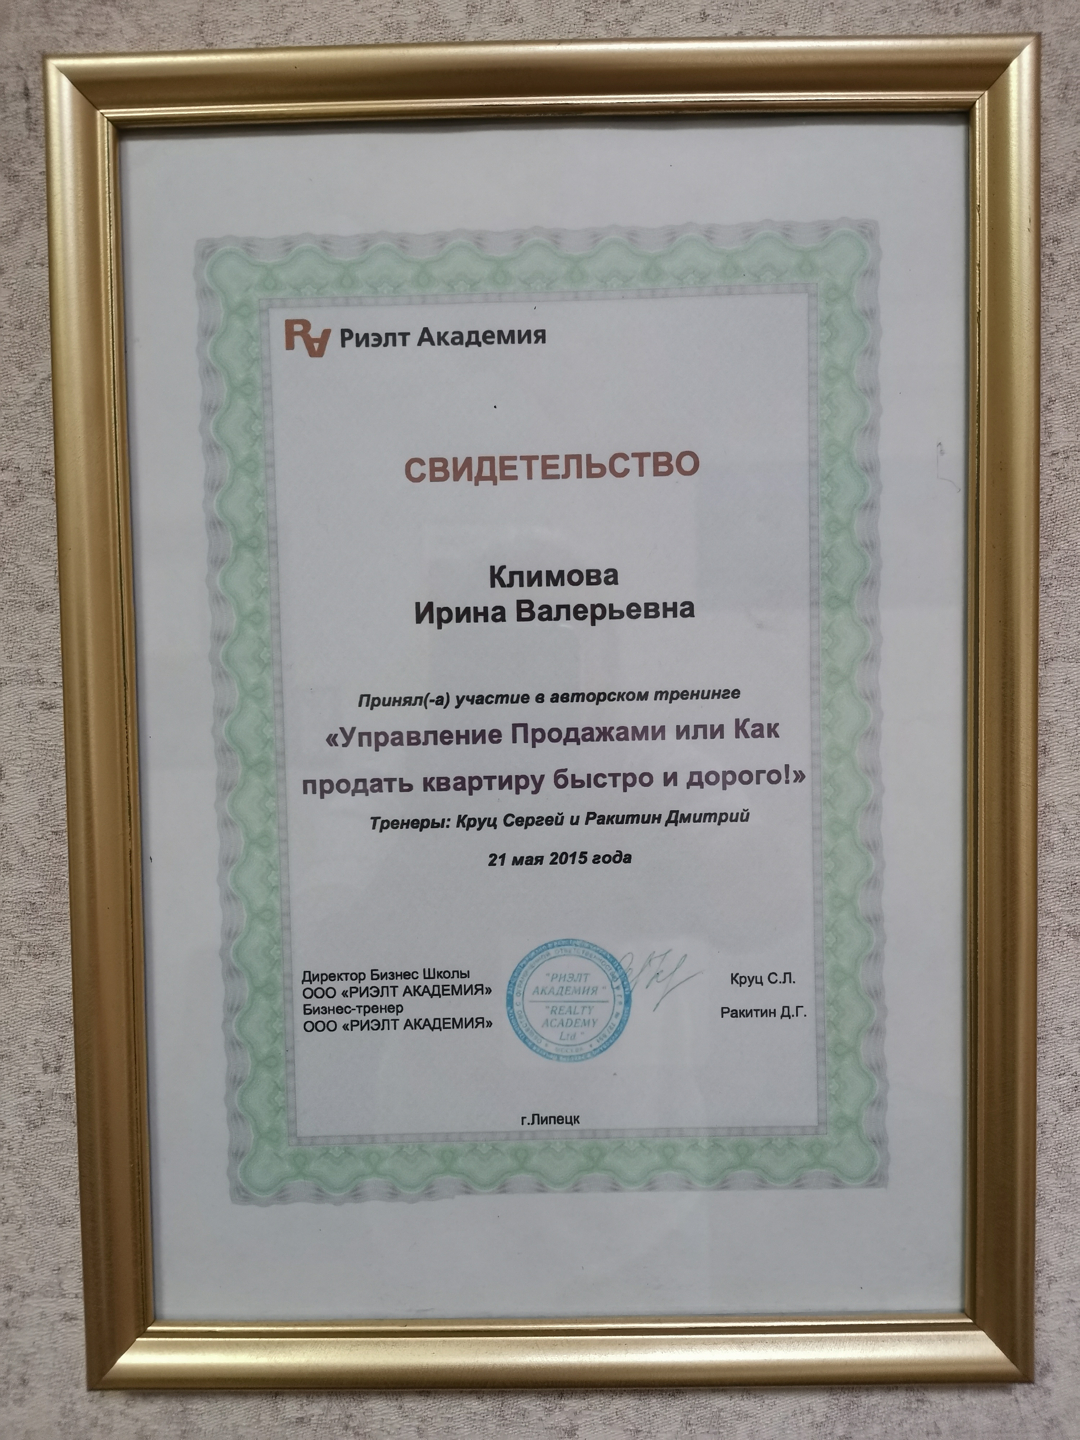 RA Риэлт Академия
СВИДЕТЕЛЬСТВО
Климова
Ирина Валерьевна
Принял(-а) участие в авторском тренинге
«Управление Продажами или Как
продать квартиру быстро и дорого!»
Тренеры: Круц Сергей и Ракитин Дмитрий
21 мая 2015 года
Директор Бизнес Школы
ООО «РИЭЛТ АКАДЕМИЯ»
Бизнес-тренер
ООО «РИЭЛТ АКАДЕМИЯ»
"РИЭЛТ
АКАДЕМИЯ"
"REALTY
ACADEMY
Ltd"
Круц С.Л.
Ракитин Д.Г.
г.Липецк